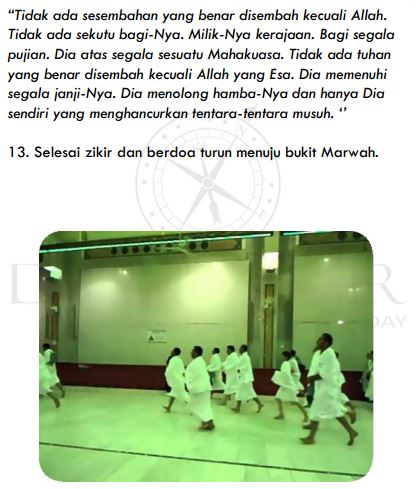 “Tidak ada sesembahan yang benar disembah kecuali Allah.
Tidak ada sekutu bagi-Nya. Milik-Nya kerajaan. Bagi segala
pujian. Dia atas segala sesuatu Mahakuasa. Tidak ada tuhan
yang benar disembah kecuali Allah yang Esa. Dia memenuhi
segala janji-Nya. Dia menolong hamba-Nya dan hanya Dia
sendiri yang menghancurkan tentara-tentara musuh. ‘’
13. Selesai zikir dan berdoa turun menuju bukit Marwah.